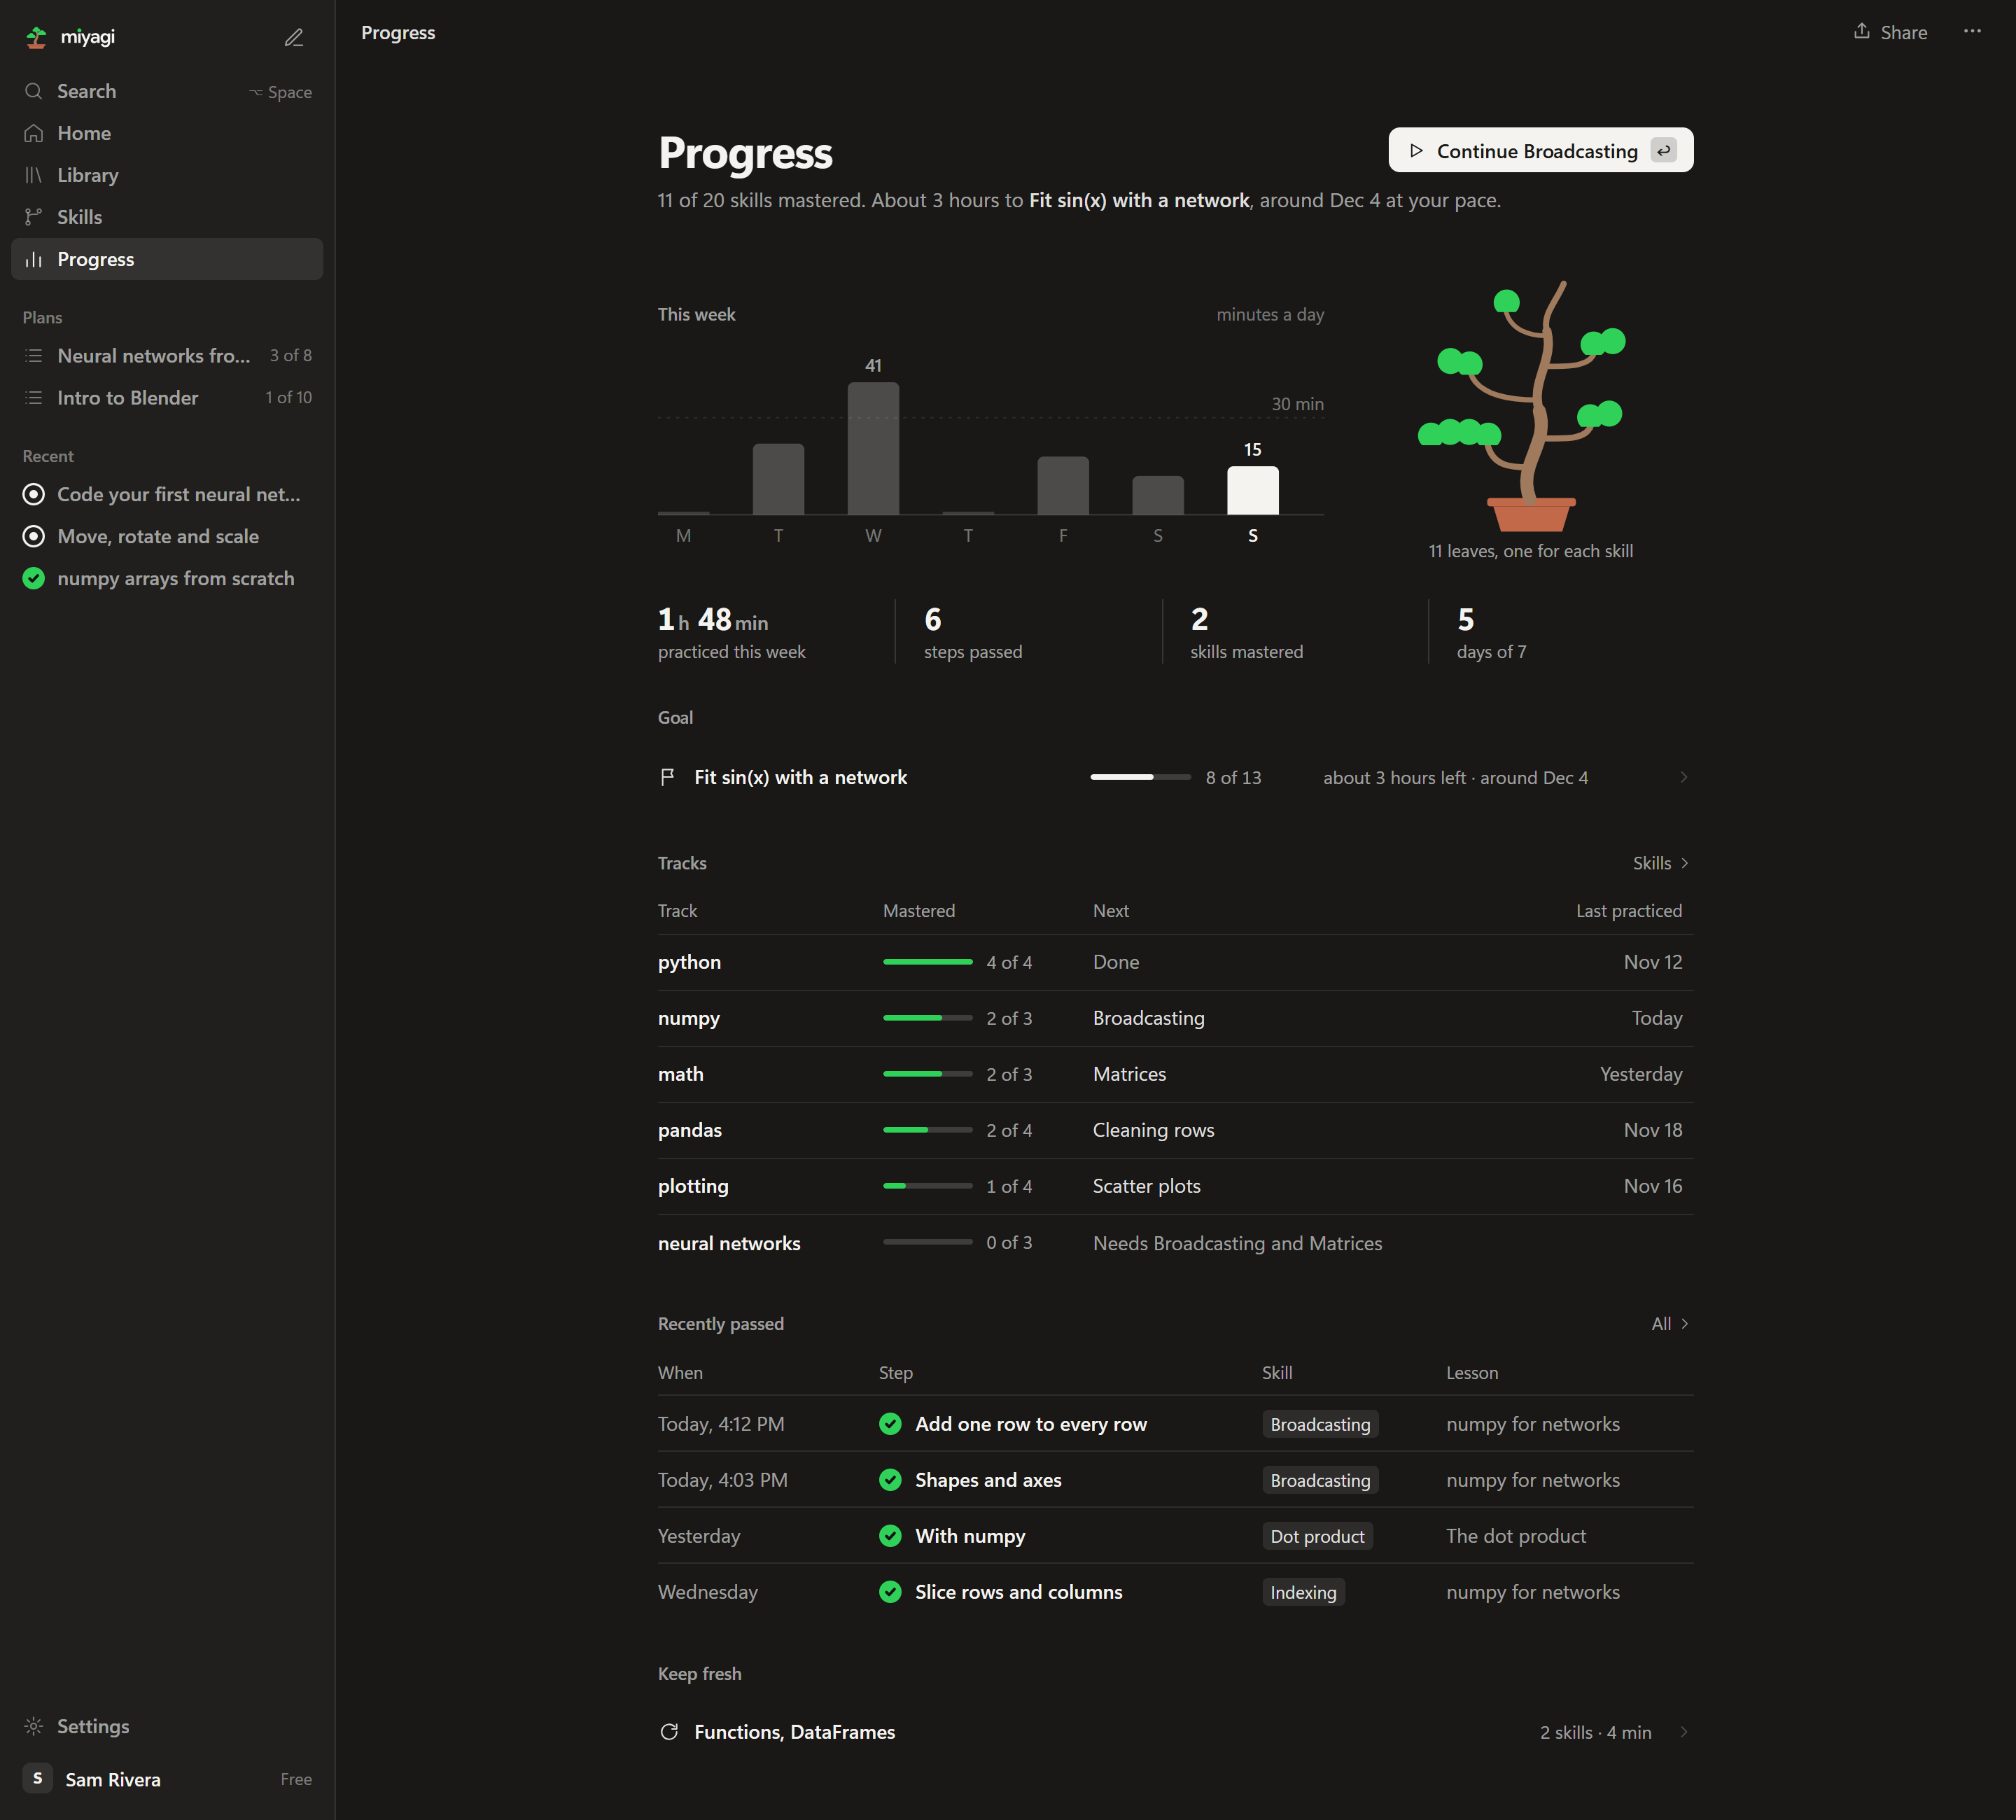 miyagi
Search ⌥ Space
Home
Library
Skills
Progress
Plans
Neural networks fro... 3 of 8
Intro to Blender 1 of 10
Recent
Code your first neural net...
Move, rotate and scale
numpy arrays from scratch
Settings
S Sam Rivera Free
Progress Share
Progress
Continue Broadcasting
11 of 20 skills mastered. About 3 hours to Fit sin(x) with a network, around Dec 4 at your pace.
This week minutes a day
41
30 min
15
M T W T F S S
11 leaves, one for each skill
1 h 48 min
practiced this week
6
steps passed
2
skills mastered
5
days of 7
Goal
Fit sin(x) with a network 8 of 13 about 3 hours left · around Dec 4
Tracks Skills
Track Mastered Next Last practiced
python 4 of 4 Done Nov 12
numpy 2 of 3 Broadcasting Today
math 2 of 3 Matrices Yesterday
pandas 2 of 4 Cleaning rows Nov 18
plotting 1 of 4 Scatter plots Nov 16
neural networks 0 of 3 Needs Broadcasting and Matrices
Recently passed All
When Step Skill Lesson
Today, 4:12 PM Add one row to every row Broadcasting numpy for networks
Today, 4:03 PM Shapes and axes Broadcasting numpy for networks
Yesterday With numpy Dot product The dot product
Wednesday Slice rows and columns Indexing numpy for networks
Keep fresh
Functions, DataFrames 2 skills · 4 min